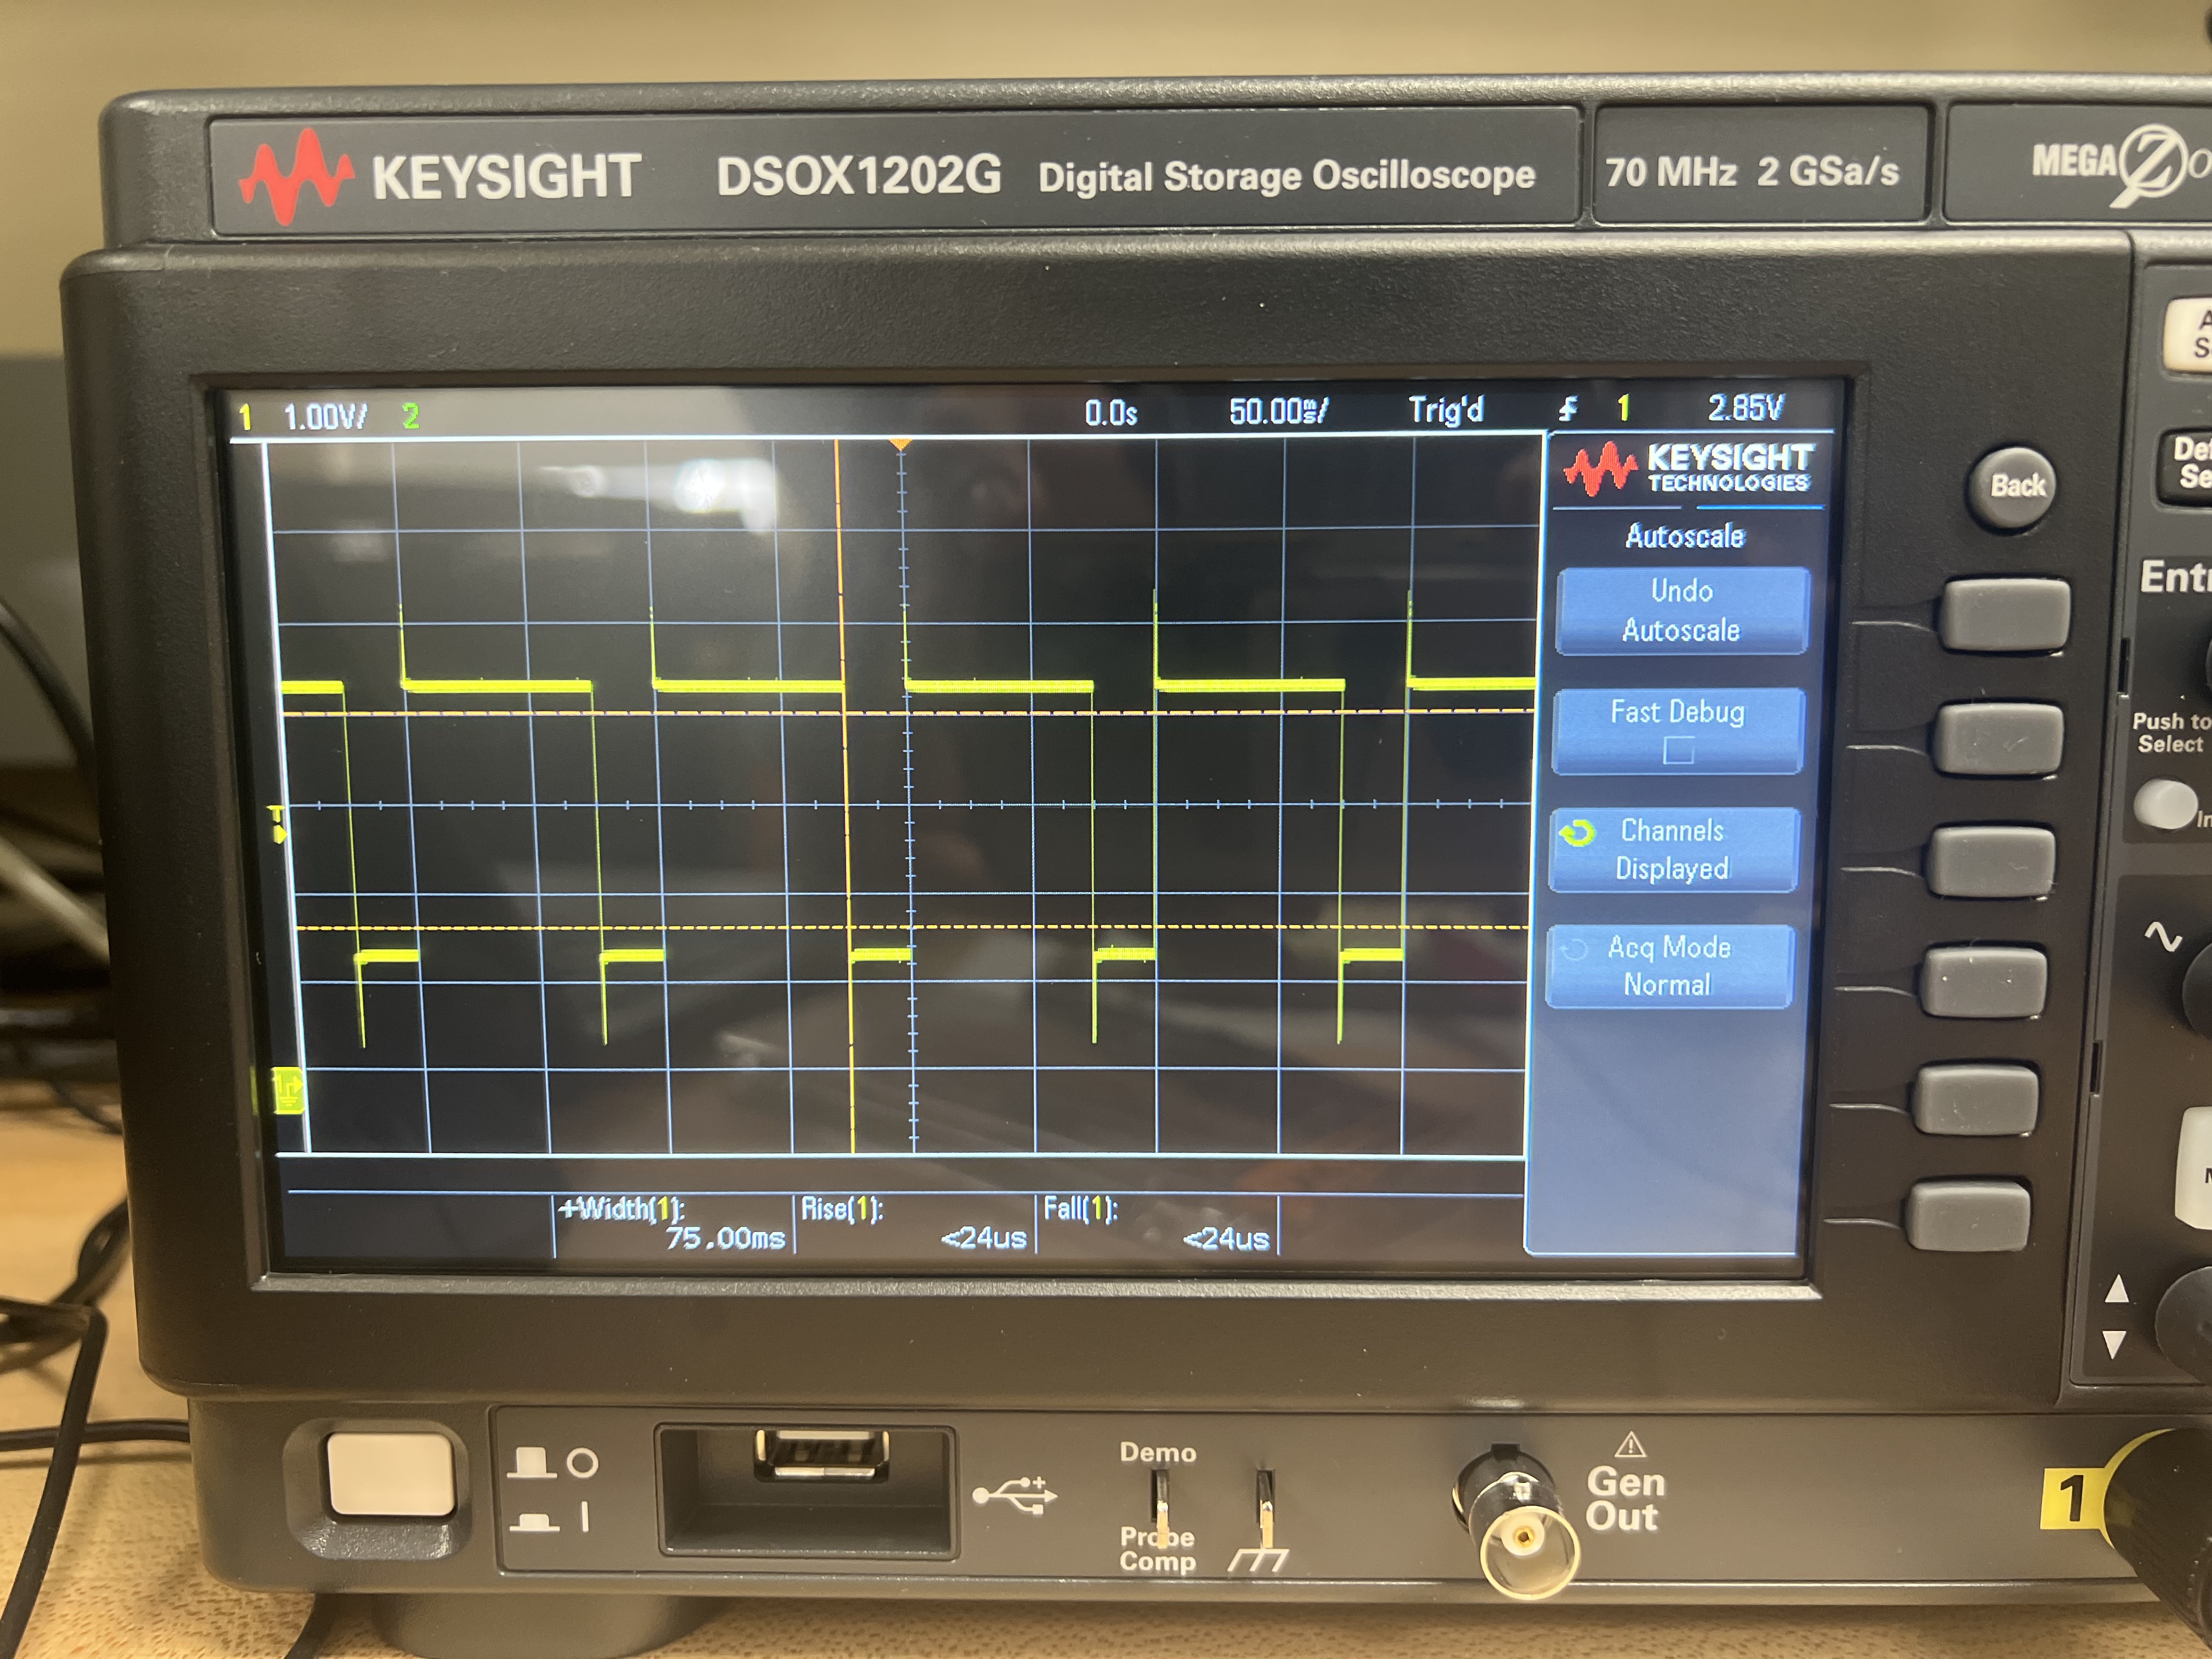 KEYSIGHT DSOX1202G Digital Storage Oscilloscope 70 MHz 2 GSa/s MEGA Z
1 1.00V/ 2 0.0s 50.00ms/ Trig'd 1 2.85V
KEYSIGHT
TECHNOLOGIES
Autoscale
Undo
Autoscale
Fast Debug
Channels
Displayed
Acq Mode
Normal
T
+Width(1):
75.00ms
Rise(1):
<24us
Fall(1):
<24us
Back
Push to
Select
Demo
Probe
Comp
Gen
Out
1